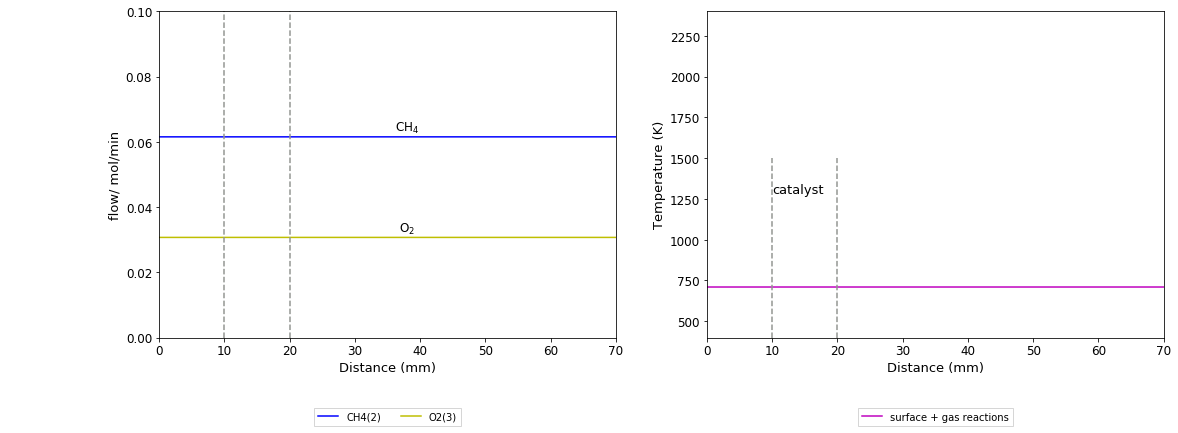 0.10
0.08
0.06
0.04
0.02
0.00
flow/ mol/min
CH₄
O₂
0 10 20 30 40 50 60 70
Distance (mm)
CH4(2) O2(3)
2250
2000
1750
1500
1250
1000
750
500
Temperature (K)
catalyst
0 10 20 30 40 50 60 70
Distance (mm)
surface + gas reactions